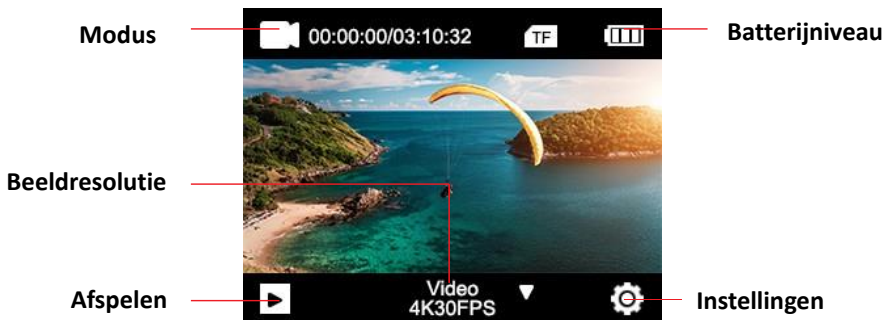 Modus
00:00:00/03:10:32
TF
Batterijniveau
Beeldresolutie
Afspelen
Video
4K30FPS
Instellingen